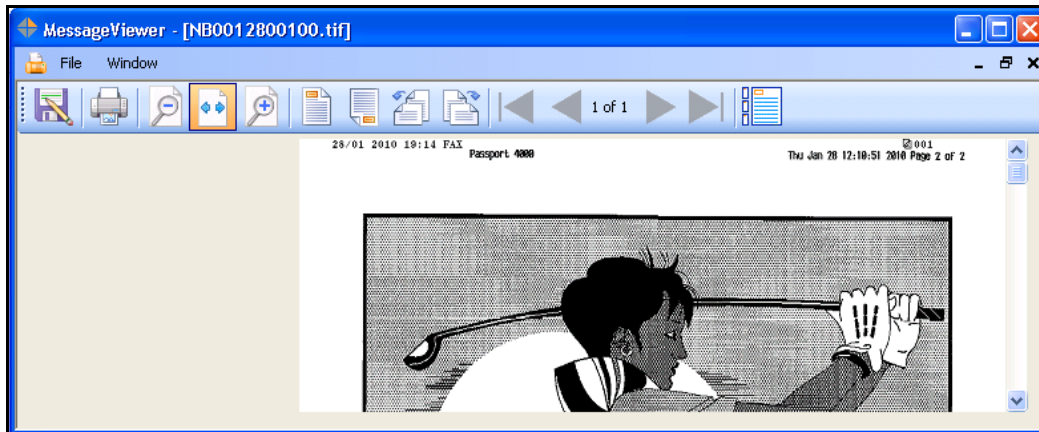 MessageViewer - [NB0012800100.tif]
File Window
1 of 1
28/01 2010 19:14 FAX
001
Passport 4000
Thu Jan 28 12:10:51 2010 Page 2 of 2